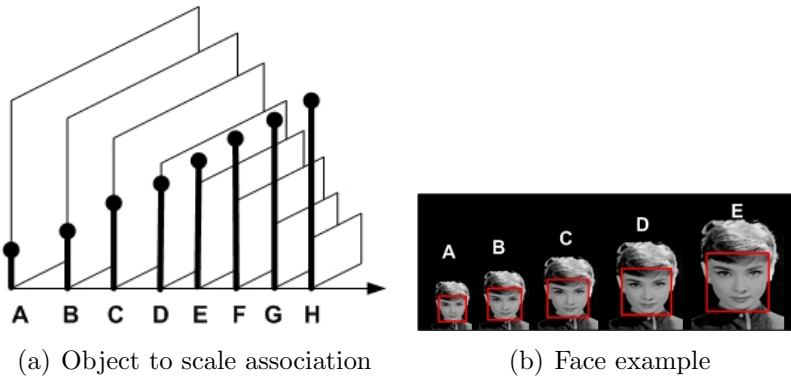 A B C D E F G H
A B C D E
(a) Object to scale association
(b) Face example